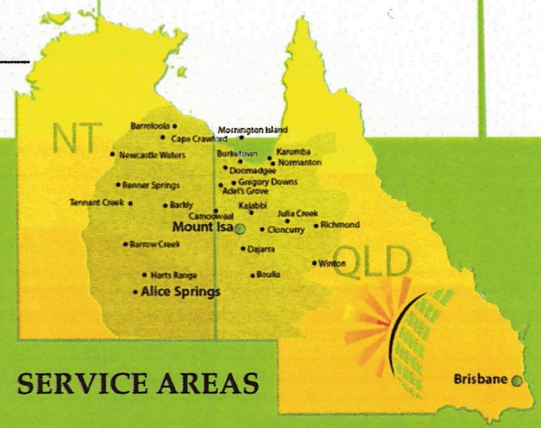 Mornington Island
Barroloola
Cape Crawford
NT
Burketown
Karumba
Newcastle Waters
Normanton
Doomadgee
Renner Springs
Gregory Downs
Adel's Grove
Tennant Creek
Barkly
Kajabbi
Camooweal
Julia Creek
Mount Isa
Cloncurry
Richmond
Barrow Creek
Dajarra
QLD
Winton
Harts Range
Boulia
Alice Springs
SERVICE AREAS
Brisbane